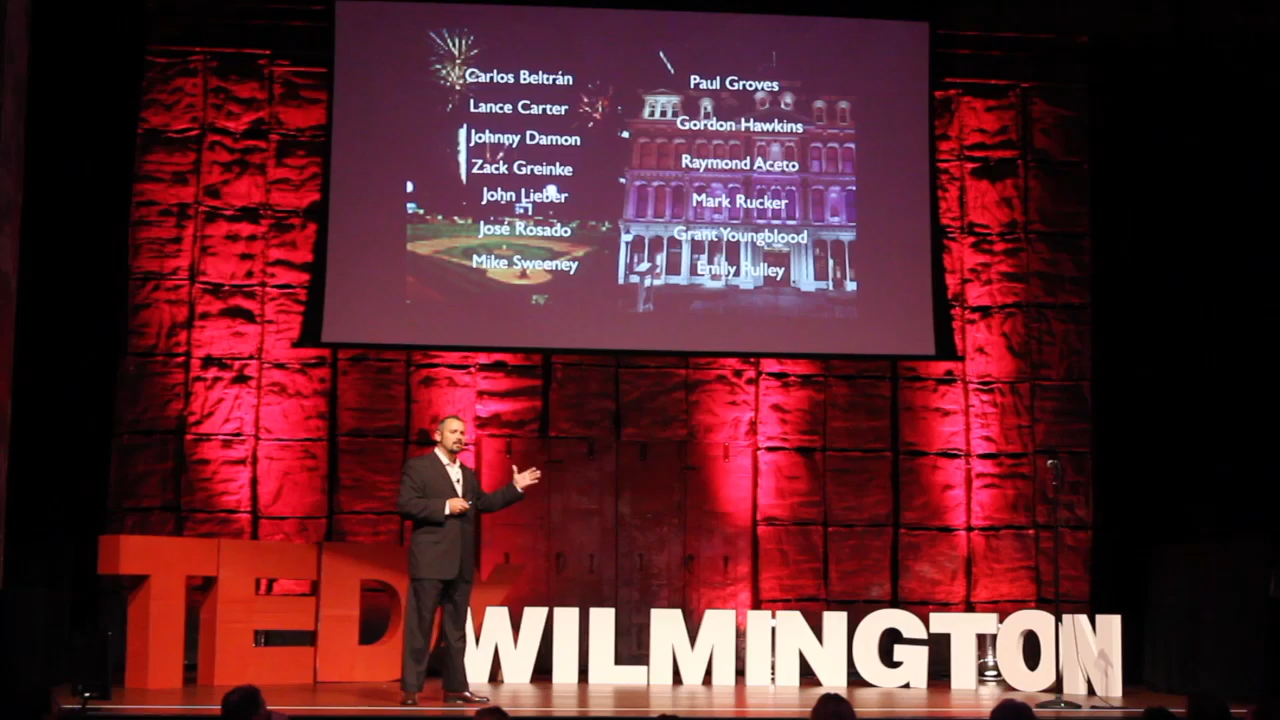 Carlos Beltrán
Lance Carter
Johnny Damon
Zack Greinke
John Lieber
José Rosado
Mike Sweeney
Paul Groves
Gordon Hawkins
Raymond Aceto
Mark Rucker
Grant Youngblood
Emily Pulley
TEDx
WILMINGTON